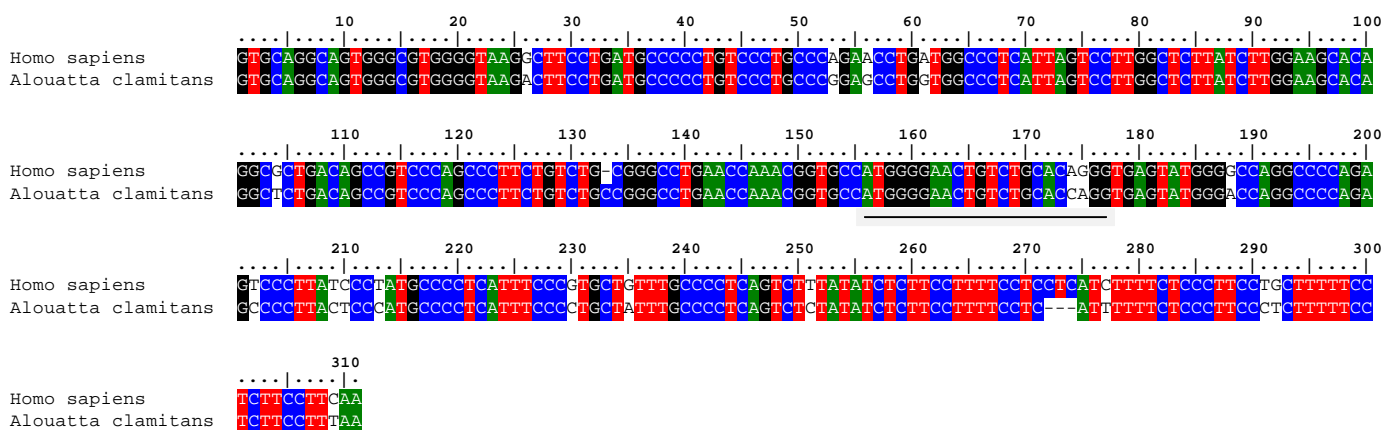 10 20 30 40 50 60 70 80 90 100
Homo sapiens GTGCAGGCAGTGGGCGTGGGGTAAGGCTTCCTGATGCCCCCTGTCCCTGCCCAGAACCTGATGGCCCTCATTAGTCCTTGGCTCTTATCTTGGAAGCACA
Alouatta clamitans GTGCAGGCAGTGGGCGTGGGGTAAGACTTCCTGATGCCCCCTGTCCCTGCCCGGAGCCTGGTGGCCCTCATTAGTCCTTGGCTCTTATCTTGGAAGCACA
110 120 130 140 150 160 170 180 190 200
Homo sapiens GGCGCTGACAGCCGTCCCAGCCCTTCTGTCTG-CGGGCCTGAACCAAACGGTGCCATGGGGAACTGTCTGCACAGGGTGAGTATGGGGCCAGGCCCCAGA
Alouatta clamitans GGCTCTGACAGCCGTCCCAGCCCTTCTGTCTGCCGGGCCTGAACCAAACGGTGCCATGGGGAACTGTCTGCACCAGGTGAGTATGGGACCAGGCCCCAGA
210 220 230 240 250 260 270 280 290 300
Homo sapiens GTCCCTTATCCCTATGCCCCTCATTTCCCGTGCTGTTTGCCCCTCAGTCTTTATATCTCTTCCTTTTCCTCCTCATCTTTTCTCCCTTCCTGCTTTTTCC
Alouatta clamitans GCCCCTTACTCCCATGCCCCTCATTTCCCCTGCTATTTGCCCCTCAGTCTCTATATCTCTTCCTTTTCCTC---ATTTTTTCTCCCTTCCCTCTTTTTCC
310
Homo sapiens TCTTCCTTCAA
Alouatta clamitans TCTTCCTTTAA